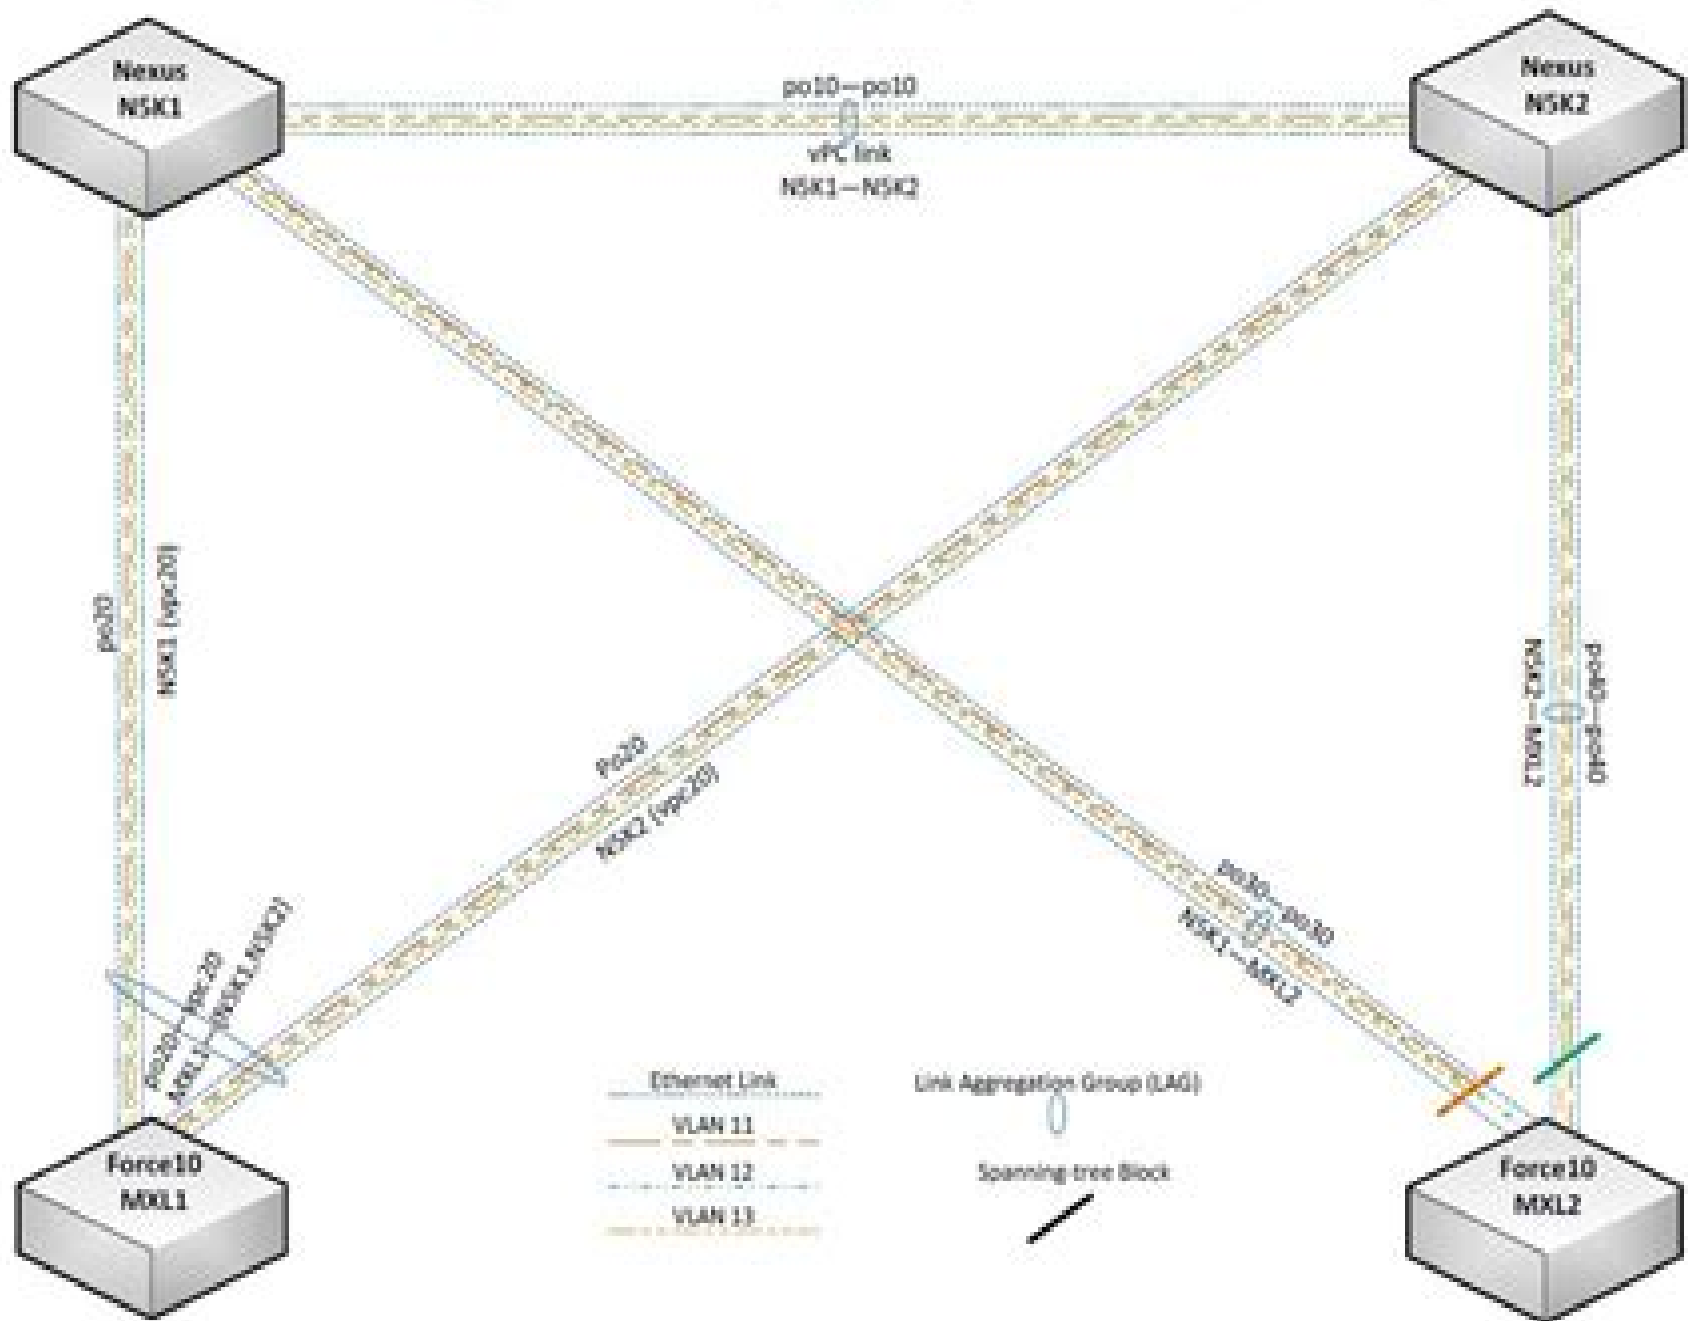 Nexus
N5K1
po10—po10
vPC link
N5K1—N5K2
Nexus
N5K2
po20
N5K1 (vpc20)
Po20
N5K2 (vpc20)
po20—vpc20
MXL1—(N5K1,N5K2)
po30—po30
N5K1—MXL2
N5K2—MXL2
po40—po40
Force10
MXL1
Ethernet Link
VLAN 11
VLAN 12
VLAN 13
Link Aggregation Group (LAG)
Spanning-tree Block
Force10
MXL2